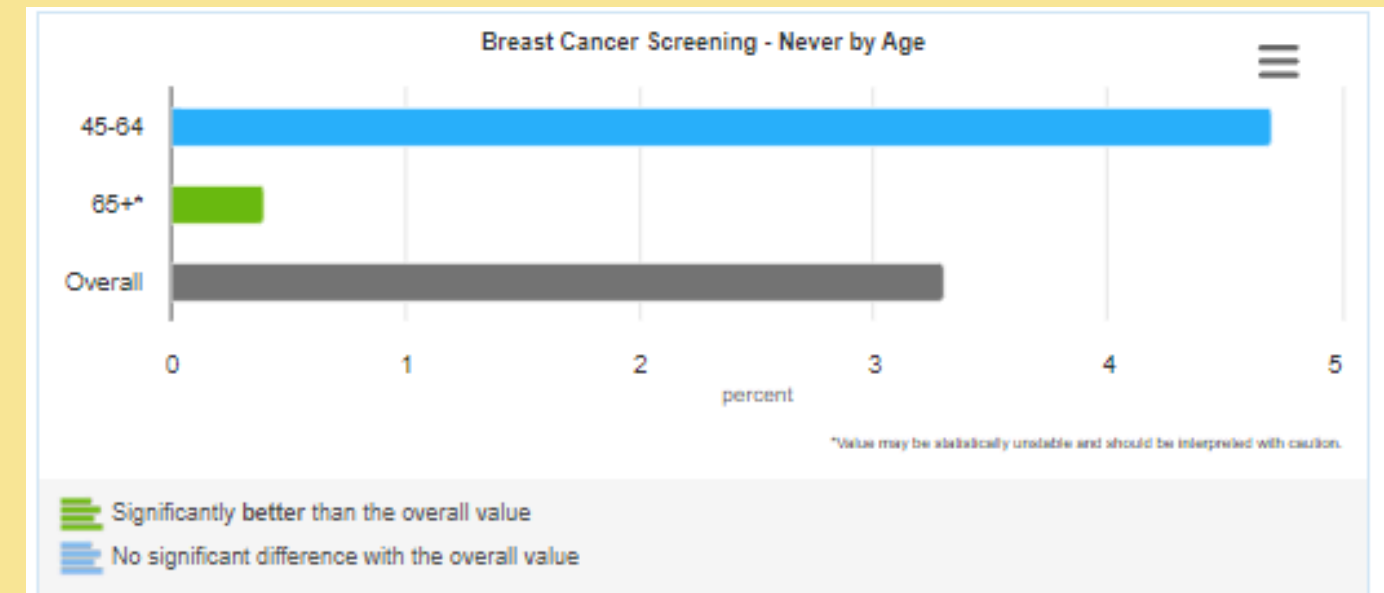 Breast Cancer Screening - Never by Age
45-64
65+*
Overall
0 1 2 3 4 5
percent
*Value may be statistically unstable and should be interpreted with caution.
Significantly better than the overall value
No significant difference with the overall value